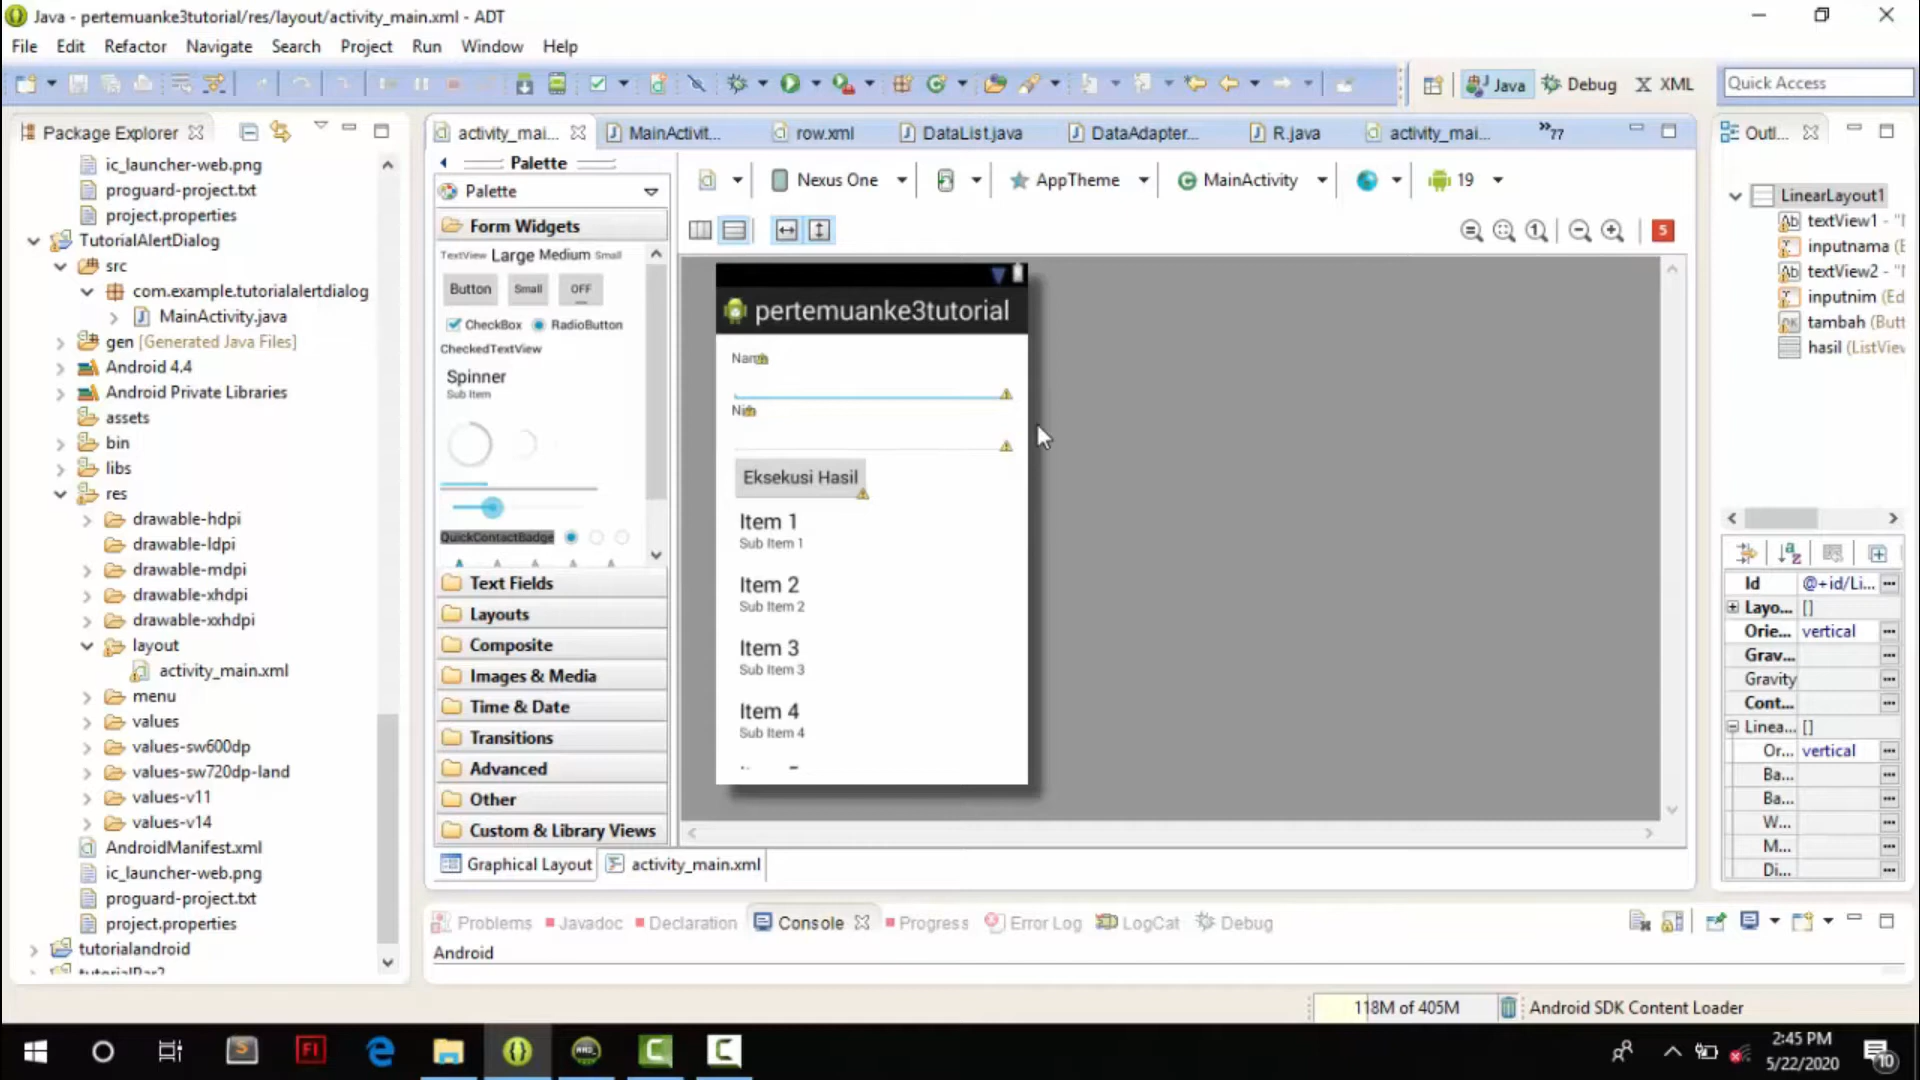 Java - pertemuanke3tutorial/res/layout/activity_main.xml - ADT
File Edit Refactor Navigate Search Project Run Window Help
Java Debug XML Quick Access
Package Explorer
ic_launcher-web.png
proguard-project.txt
project.properties
TutorialAlertDialog
src
com.example.tutorialalertdialog
MainActivity.java
gen [Generated Java Files]
Android 4.4
Android Private Libraries
assets
bin
libs
res
drawable-hdpi
drawable-ldpi
drawable-mdpi
drawable-xhdpi
drawable-xxhdpi
layout
activity_main.xml
menu
values
values-sw600dp
values-sw720dp-land
values-v11
values-v14
AndroidManifest.xml
ic_launcher-web.png
proguard-project.txt
project.properties
tutorialandroid
activity_mai... MainActivit... row.xml DataList.java DataAdapter... R.java activity_mai... »77
Palette
Palette
Form Widgets
TextView Large Medium Small
Button Small OFF
CheckBox RadioButton
CheckedTextView
Spinner
Sub Item
QuickContactBadge
Text Fields
Layouts
Composite
Images & Media
Time & Date
Transitions
Advanced
Other
Custom & Library Views
Nexus One AppTheme MainActivity 19
5
pertemuanke3tutorial
Eksekusi Hasil
Item 1
Sub Item 1
Item 2
Sub Item 2
Item 3
Sub Item 3
Item 4
Sub Item 4
Graphical Layout activity_main.xml
Outl...
LinearLayout1
textView1 - "
inputnama (E
textView2 - "
inputnim (Ed
tambah (Butt
hasil (ListView
Id @+id/Li...
Layo... []
Orie... vertical
Grav...
Gravity
Cont...
Linea... []
Or... vertical
Ba...
Ba...
W...
M...
Di...
Problems Javadoc Declaration Console Progress Error Log LogCat Debug
Android
118M of 405M Android SDK Content Loader
2:45 PM
5/22/2020
10